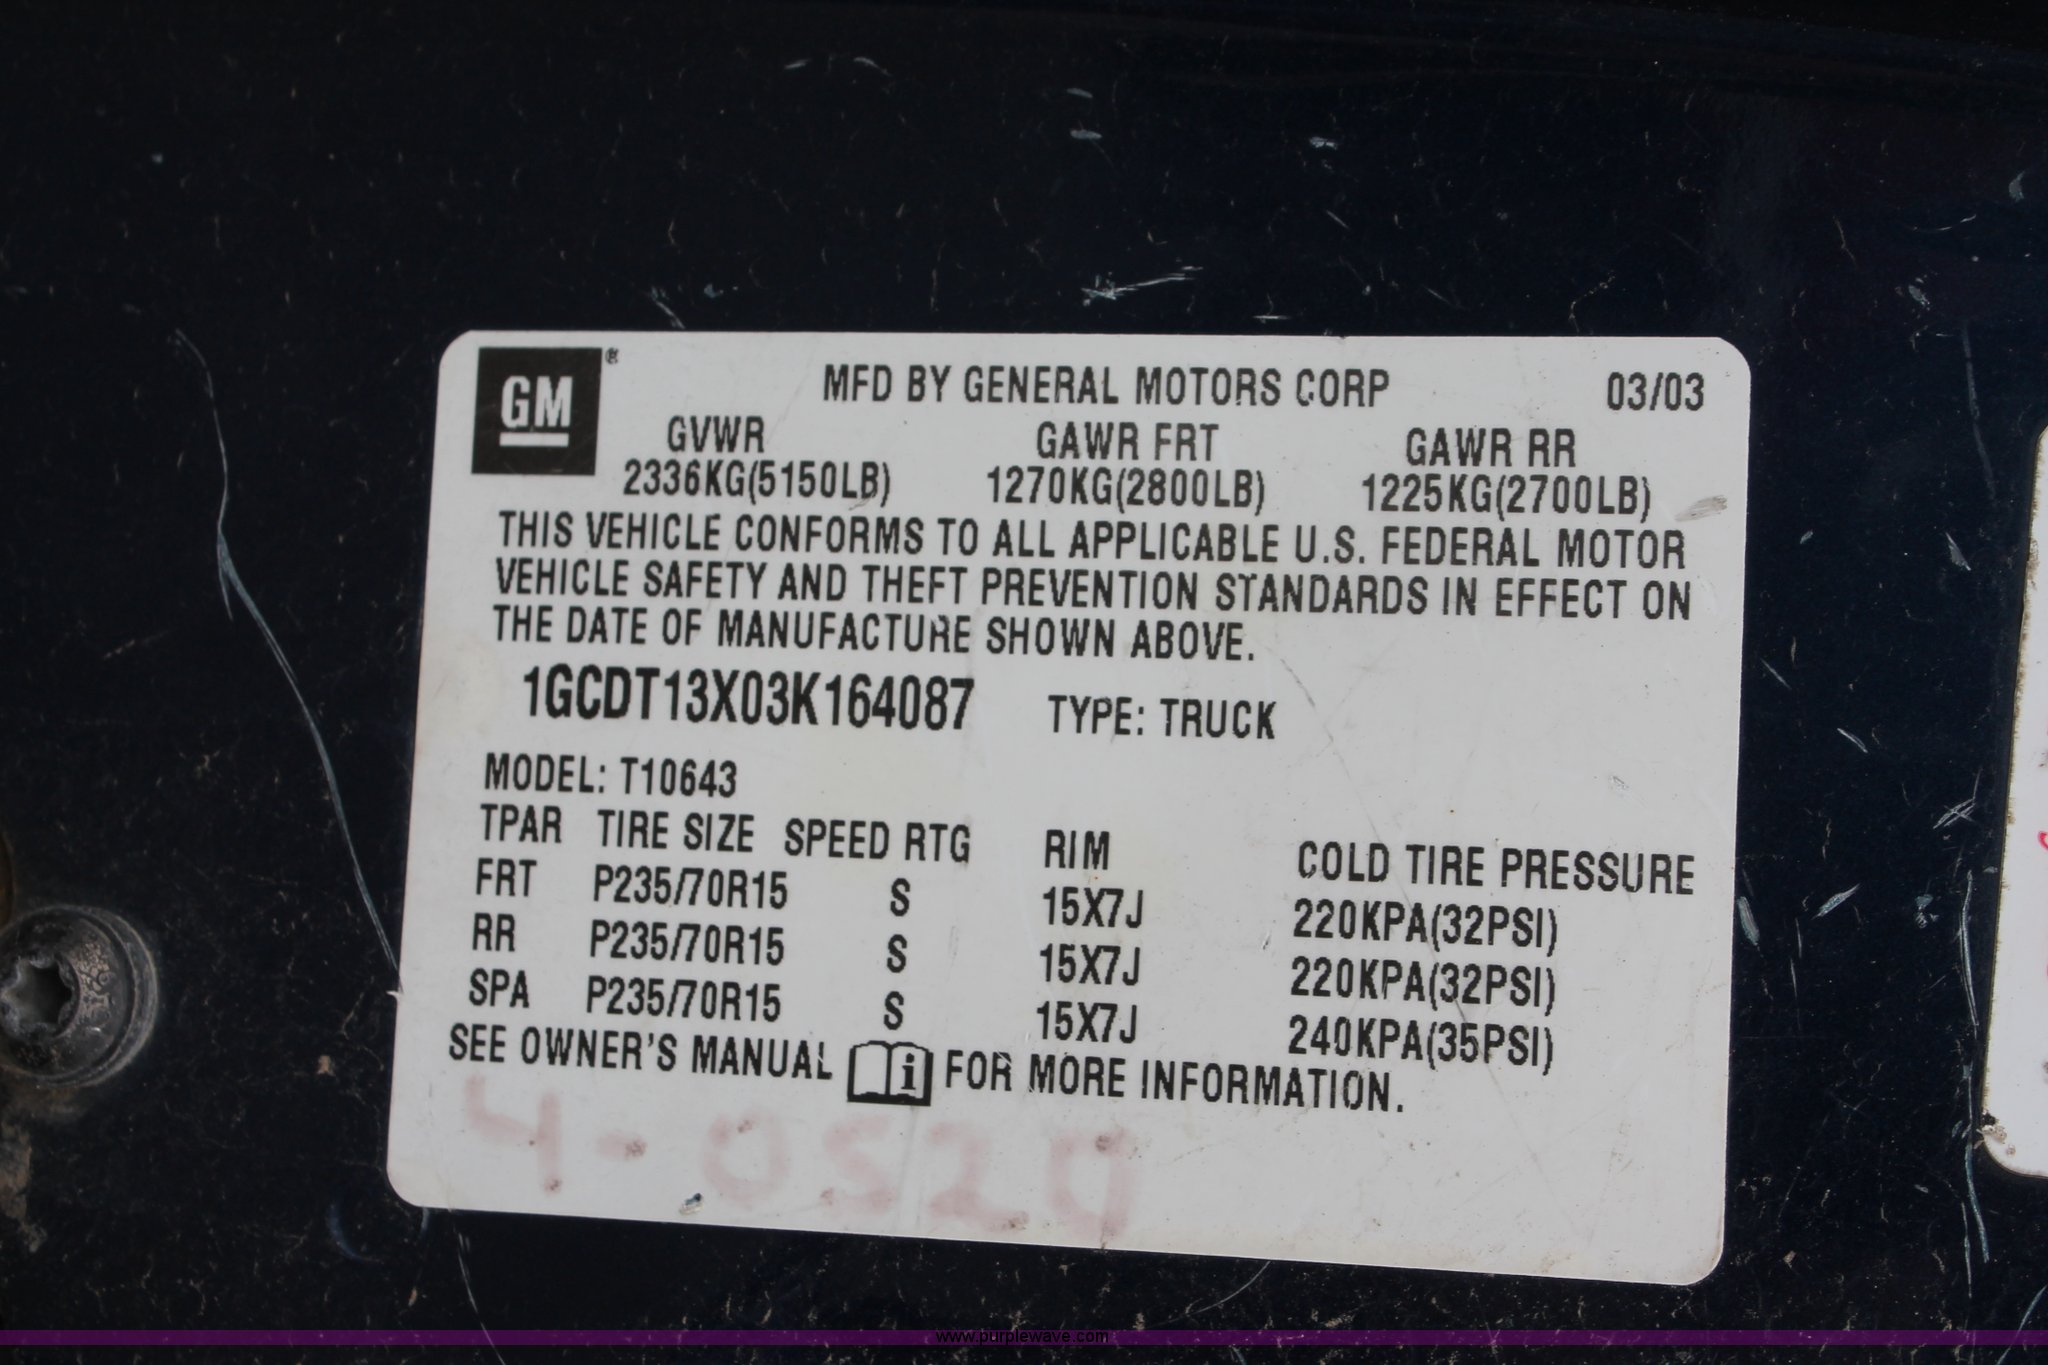 GM®
MFD BY GENERAL MOTORS CORP 03/03
GVWR GAWR FRT GAWR RR
2336KG(5150LB) 1270KG(2800LB) 1225KG(2700LB)
THIS VEHICLE CONFORMS TO ALL APPLICABLE U.S. FEDERAL MOTOR
VEHICLE SAFETY AND THEFT PREVENTION STANDARDS IN EFFECT ON
THE DATE OF MANUFACTURE SHOWN ABOVE.
1GCDT13X03K164087 TYPE: TRUCK
MODEL: T10643
TPAR TIRE SIZE SPEED RTG RIM COLD TIRE PRESSURE
FRT P235/70R15 S 15X7J 220KPA(32PSI)
RR P235/70R15 S 15X7J 220KPA(32PSI)
SPA P235/70R15 S 15X7J 240KPA(35PSI)
SEE OWNER'S MANUAL i FOR MORE INFORMATION.
www.purplewave.com